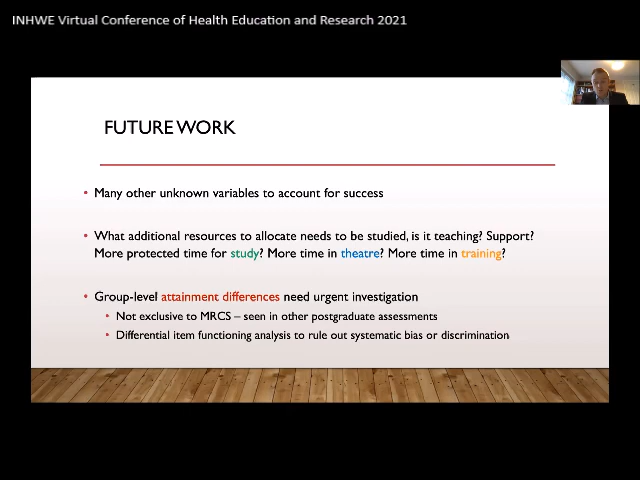 INHWE Virtual Conference of Health Education and Research 2021
FUTURE WORK
• Many other unknown variables to account for success
• What additional resources to allocate needs to be studied, is it teaching? Support?
More protected time for study? More time in theatre? More time in training?
• Group-level attainment differences need urgent investigation
• Not exclusive to MRCS – seen in other postgraduate assessments
• Differential item functioning analysis to rule out systematic bias or discrimination